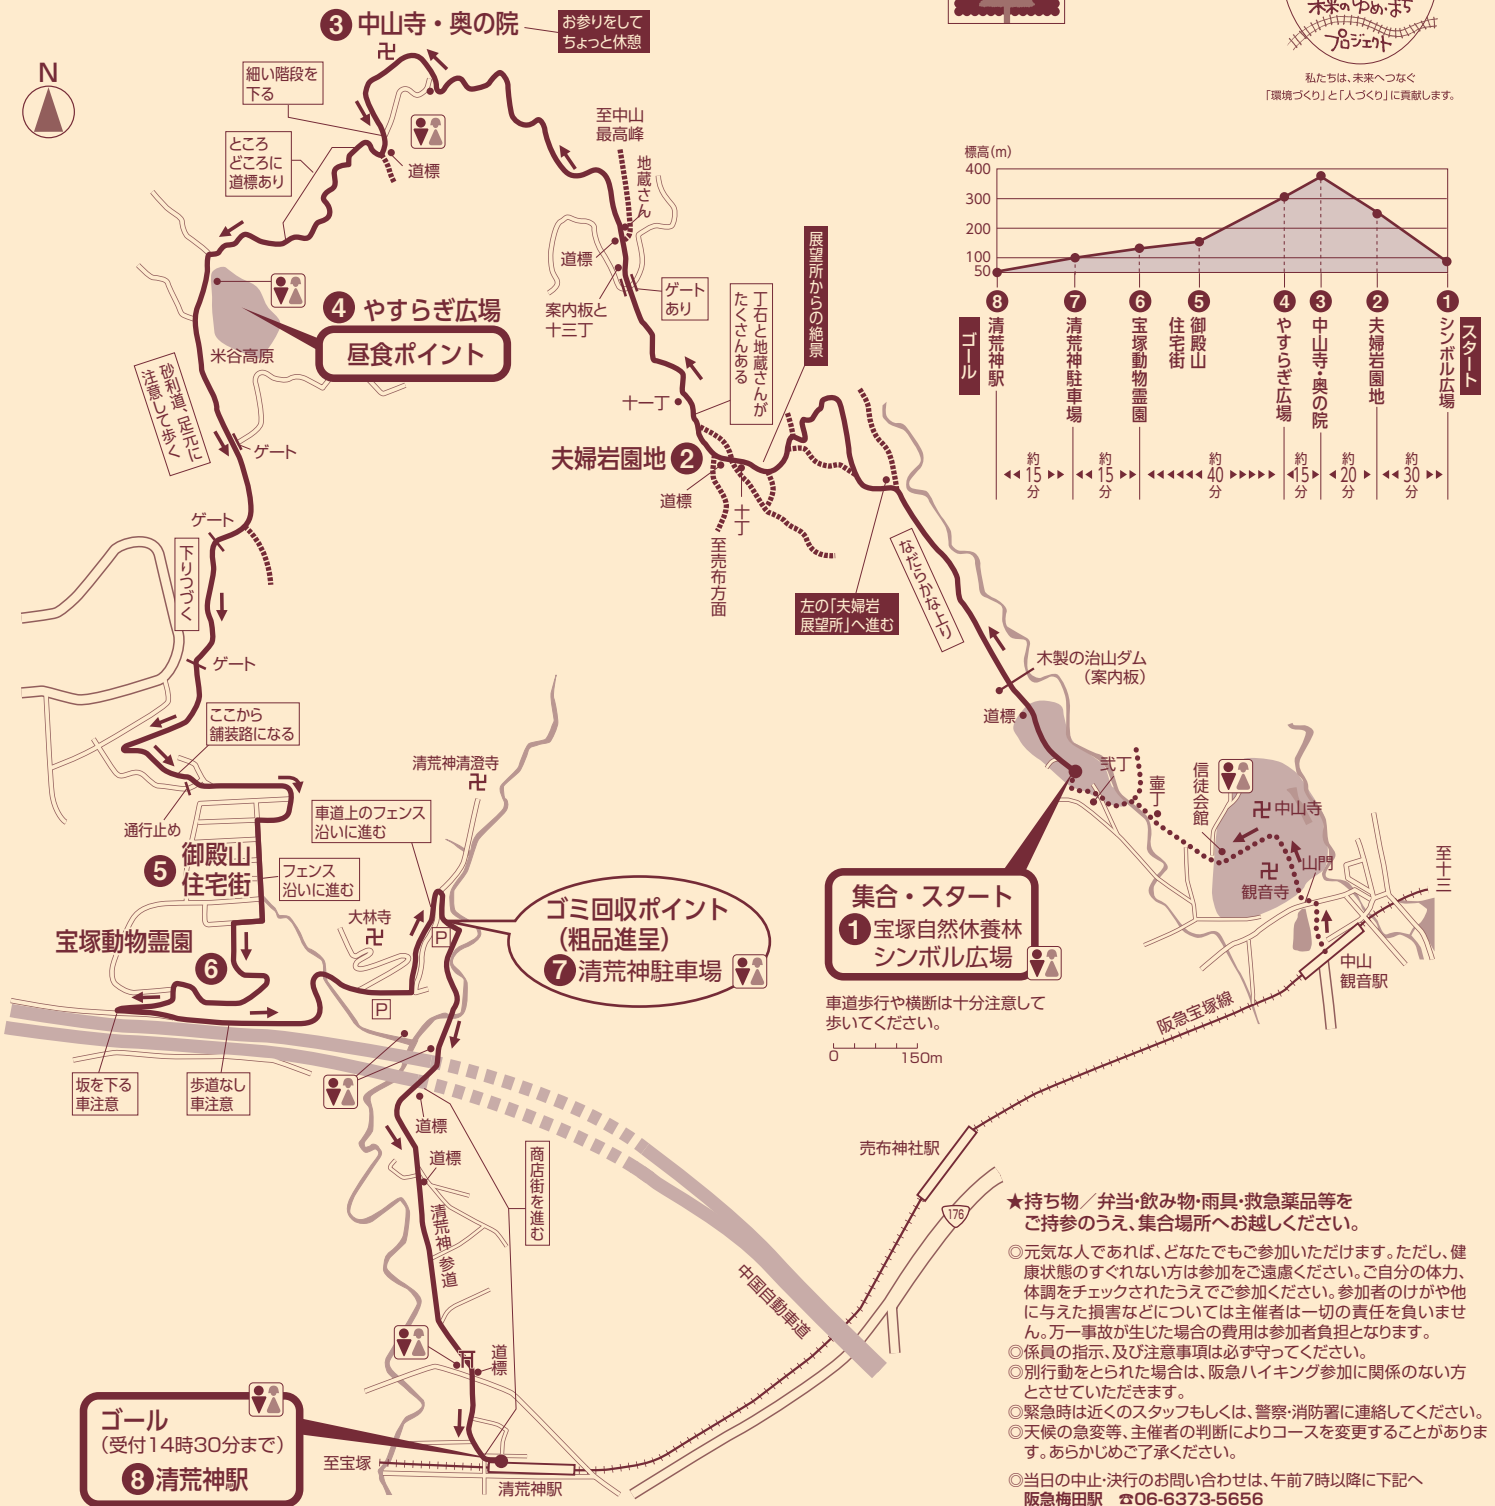 ③中山寺・奥の院
お参りをして
ちょっと休憩
未来のゆめ・まち
プロジェクト
私たちは、未来へつなぐ
「環境づくり」と「人づくり」に貢献します。
N
細い階段を
下る
ところ
どころに
道標あり
道標
至中山
最高峰
地蔵さん
道標
案内板と
十三丁
ゲート
あり
丁石と地蔵さんが
たくさんある
展望所からの絶景
標高(m)
400
300
200
100
50
⑧清荒神駅
⑦清荒神駐車場
⑥宝塚動物霊園
⑤御殿山
住宅街
④やすらぎ広場
③中山寺・奥の院
②夫婦岩園地
①シンボル広場
ゴール
スタート
約15分
約15分
約40分
約15分
約20分
約30分
④やすらぎ広場
昼食ポイント
米谷高原
砂利道、足元に
注意して歩く
ゲート
十一丁
夫婦岩園地②
道標
十丁
至売布方面
左の「夫婦岩
展望所」へ進む
なだらかな上り
木製の治山ダム
(案内板)
道標
ゲート
下りつづく
ゲート
ここから
舗装路になる
通行止め
清荒神清澄寺
車道上のフェンス
沿いに進む
⑤御殿山
住宅街
フェンス
沿いに進む
大林寺
P
宝塚動物霊園
⑥
P
ゴミ回収ポイント
(粗品進呈)
⑦清荒神駐車場
弐丁
壷丁
信徒会館
中山寺
山門
観音寺
至十三
中山
観音駅
阪急宝塚線
集合・スタート
①宝塚自然休養林
シンボル広場
車道歩行や横断は十分注意して
歩いてください。
0 150m
坂を下る
車注意
歩道なし
車注意
道標
道標
商店街を進む
清荒神参道
売布神社駅
176
中国自動車道
道標
ゴール
(受付14時30分まで)
⑧清荒神駅
至宝塚
清荒神駅
★持ち物/弁当・飲み物・雨具・救急薬品等を
ご持参のうえ、集合場所へお越しください。
◎元気な人であれば、どなたでもご参加いただけます。ただし、健
康状態のすぐれない方は参加をご遠慮ください。ご自分の体力、
体調をチェックされたうえでご参加ください。参加者のけがや他
に与えた損害などについては主催者は一切の責任を負いませ
ん。万一事故が生じた場合の費用は参加者負担となります。
◎係員の指示、及び注意事項は必ず守ってください。
◎別行動をとられた場合は、阪急ハイキング参加に関係のない方
とさせていただきます。
◎緊急時は近くのスタッフもしくは、警察・消防署に連絡してください。
◎天候の急変等、主催者の判断によりコースを変更することがありま
す。あらかじめご了承ください。
◎当日の中止・決行のお問い合わせは、午前7時以降に下記へ
阪急梅田駅 ☎06-6373-5656